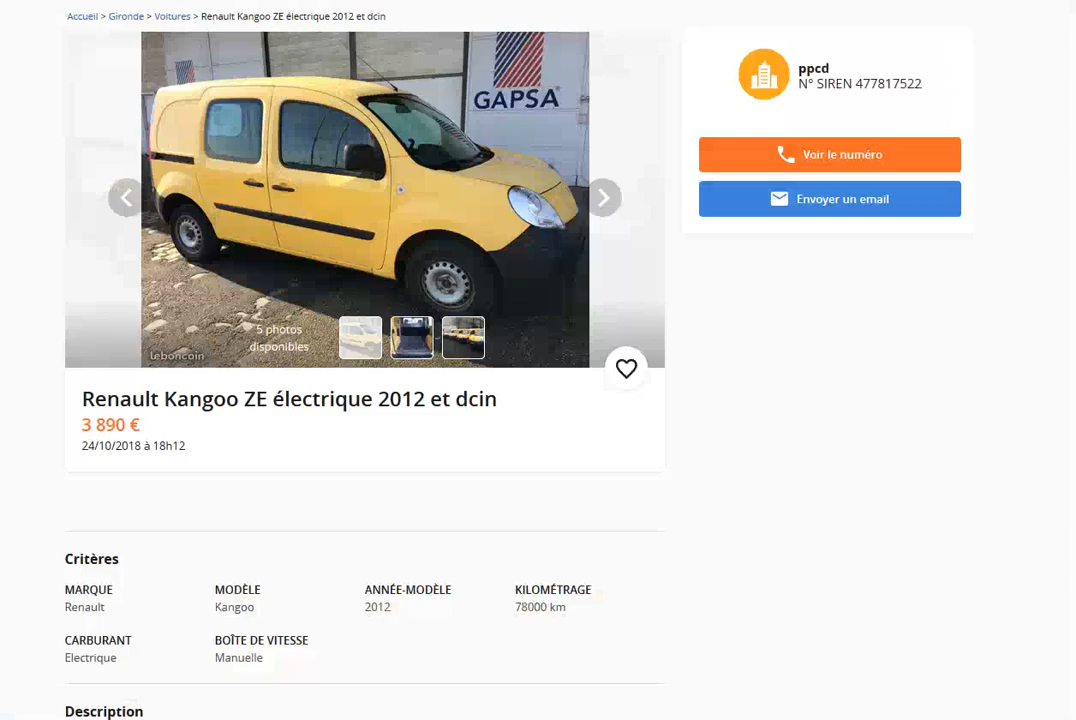 Accueil > Gironde > Voitures > Renault Kangoo ZE électrique 2012 et dcin
GAPSA
5 photos
disponibles
leboncoin
ppcd
N° SIREN 477817522
Voir le numéro
Envoyer un email
Renault Kangoo ZE électrique 2012 et dcin
3 890 €
24/10/2018 à 18h12
Critères
MARQUE MODÈLE ANNÉE-MODÈLE KILOMÉTRAGE
Renault Kangoo 2012 78000 km
CARBURANT BOÎTE DE VITESSE
Electrique Manuelle
Description